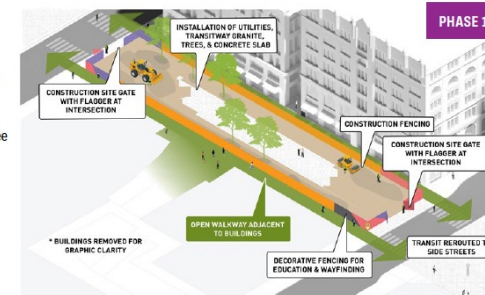 PHASE 1
INSTALLATION OF UTILITIES,
TRANSITWAY GRANITE,
TREES, & CONCRETE SLAB
CONSTRUCTION SITE GATE
WITH FLAGGER AT
INTERSECTION
ee
CONSTRUCTION FENCING
CONSTRUCTION SITE GATE
WITH FLAGGER AT
INTERSECTION
OPEN WALKWAY ADJACENT
TO BUILDINGS
* BUILDINGS REMOVED FOR
GRAPHIC CLARITY
DECORATIVE FENCING FOR
EDUCATION & WAYFINDING
TRANSIT REROUTED T
SIDE STREETS